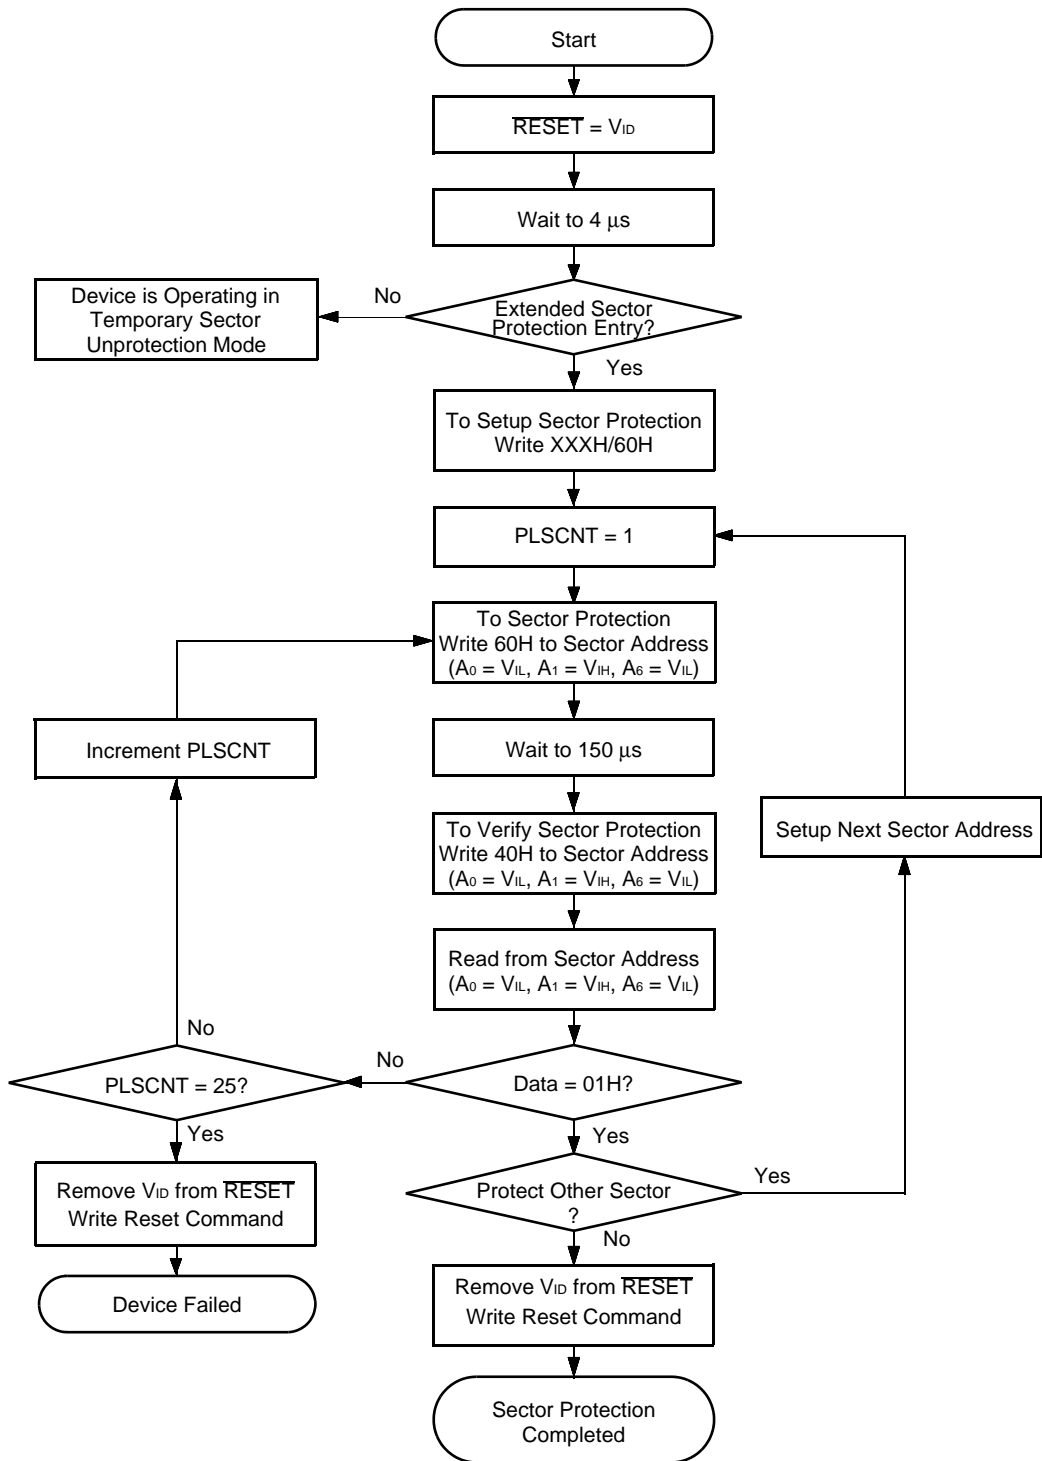 Start
RESET = VID
Wait to 4 μs
Device is Operating in
Temporary Sector
Unprotection Mode
No
Extended Sector
Protection Entry?
Yes
To Setup Sector Protection
Write XXXH/60H
PLSCNT = 1
To Sector Protection
Write 60H to Sector Address
(A0 = VIL, A1 = VIH, A6 = VIL)
Increment PLSCNT
Wait to 150 μs
To Verify Sector Protection
Write 40H to Sector Address
(A0 = VIL, A1 = VIH, A6 = VIL)
Setup Next Sector Address
Read from Sector Address
(A0 = VIL, A1 = VIH, A6 = VIL)
No
PLSCNT = 25?
No
Data = 01H?
Yes
Yes
Remove VID from RESET
Write Reset Command
Protect Other Sector
?
Yes
No
Device Failed
Remove VID from RESET
Write Reset Command
Sector Protection
Completed